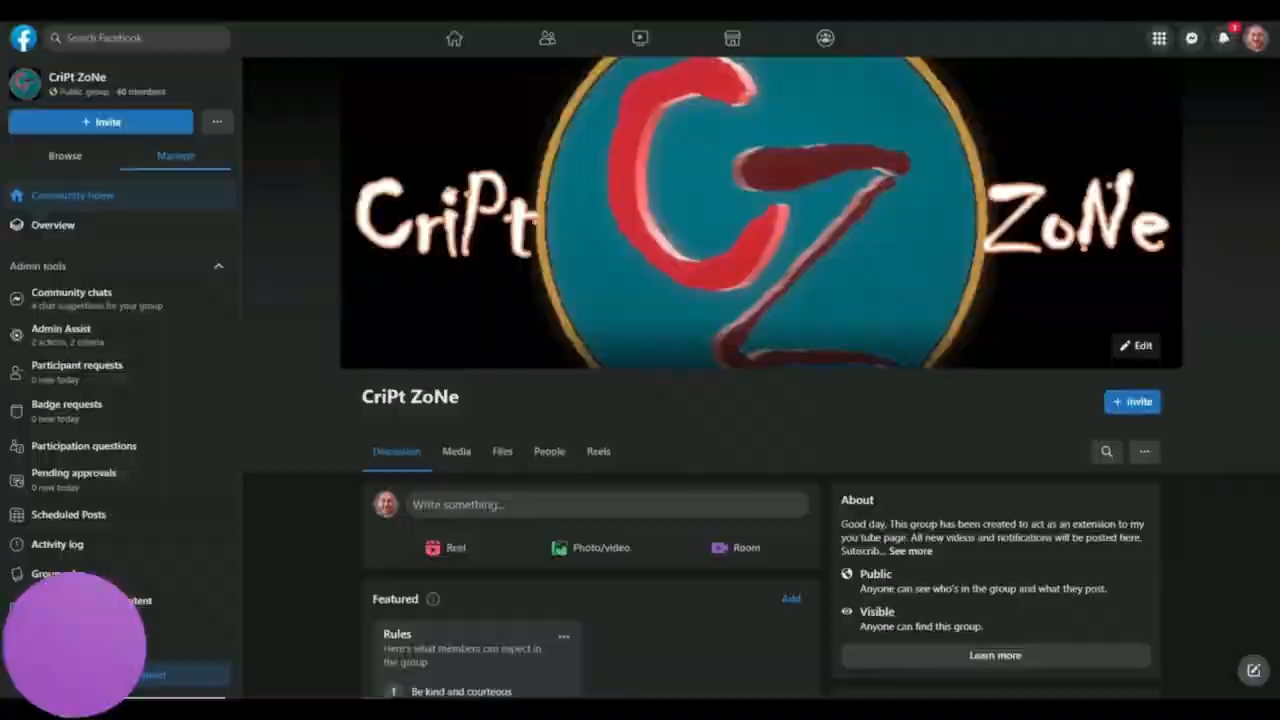 Search Facebook
CriPt ZoNe
Public group · 40 members
+ Invite
Browse
Manage
Community home
Overview
Admin tools
Community chats
4 chat suggestions for your group
Admin Assist
2 actions, 2 criteria
Participant requests
0 new today
Badge requests
0 new today
Participation questions
Pending approvals
0 new today
Scheduled Posts
Activity log
CriPt
GZ
ZoNe
Edit
CriPt ZoNe
+ Invite
Discussion
Media
Files
People
Reels
Write something...
Reel
Photo/video
Room
Featured
Add
Rules
Here's what members can expect in
the group
1 Be kind and courteous
About
Good day. This group has been created to act as an extension to my
you tube page. All new videos and notifications will be posted here.
Subscrib... See more
Public
Anyone can see who's in the group and what they post.
Visible
Anyone can find this group.
Learn more